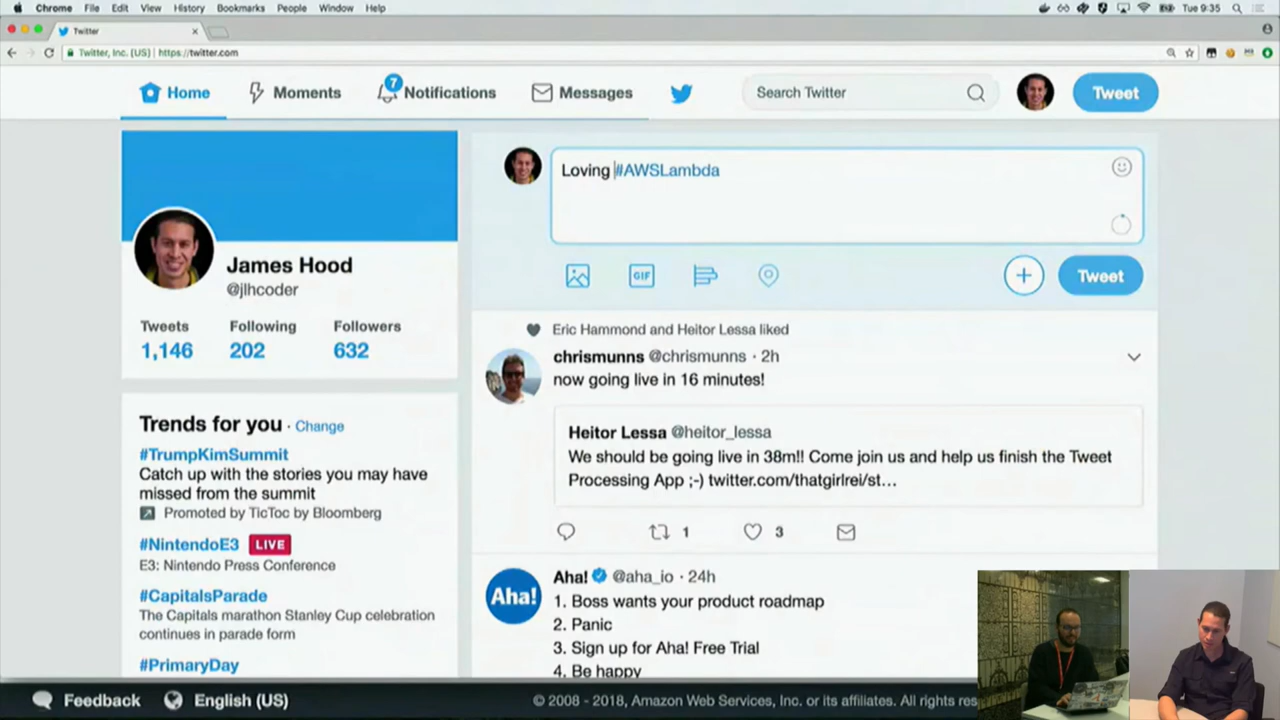 Chrome File Edit View History Bookmarks People Window Help
Tue 9:35
Twitter
Twitter, Inc. [US] https://twitter.com
Home
Moments
7
Notifications
Messages
Search Twitter
Tweet
Loving #AWSLambda
GIF
Tweet
James Hood
@jlhcoder
Tweets Following Followers
1,146 202 632
Trends for you · Change
#TrumpKimSummit
Catch up with the stories you may have
missed from the summit
Promoted by TicToc by Bloomberg
#NintendoE3 LIVE
E3: Nintendo Press Conference
#CapitalsParade
The Capitals marathon Stanley Cup celebration
continues in parade form
#PrimaryDay
Eric Hammond and Heitor Lessa liked
chrismunns @chrismunns · 2h
now going live in 16 minutes!
Heitor Lessa @heitor_lessa
We should be going live in 38m!! Come join us and help us finish the Tweet
Processing App ;-) twitter.com/thatgirlrei/st…
1 3
Aha!
Aha! @aha_io · 24h
1. Boss wants your product roadmap
2. Panic
3. Sign up for Aha! Free Trial
4. Be happy
Feedback
English (US)
© 2008 - 2018, Amazon Web Services, Inc. or its affiliates. All rights res